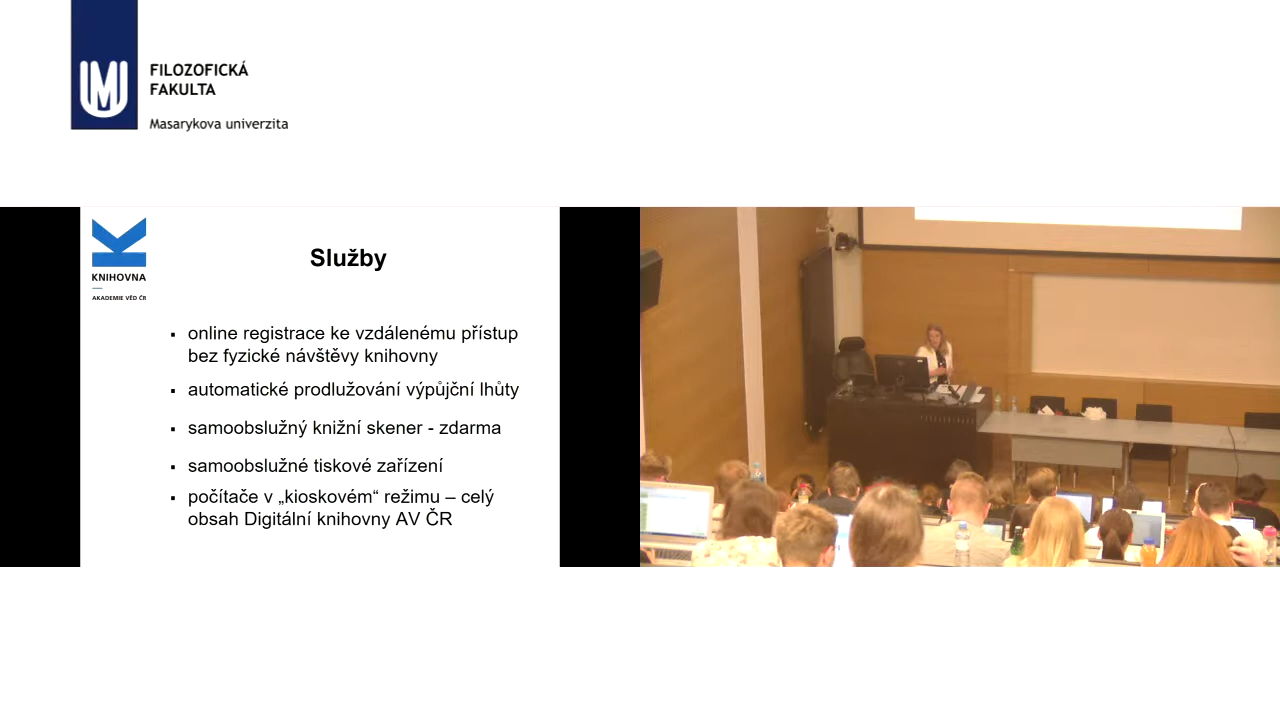 FILOZOFICKÁ
FAKULTA
Masarykova univerzita
KNIHOVNA
AKADEMIE VĚD ČR
Služby
online registrace ke vzdálenému přístup
bez fyzické návštěvy knihovny
automatické prodlužování výpůjční lhůty
samoobslužný knižní skener - zdarma
samoobslužné tiskové zařízení
počítače v „kioskovém“ režimu – celý
obsah Digitální knihovny AV ČR